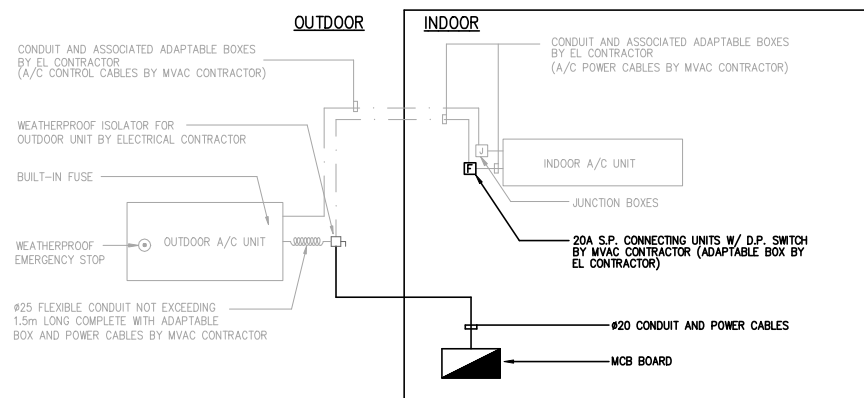 OUTDOOR
INDOOR
CONDUIT AND ASSOCIATED ADAPTABLE BOXES
BY EL CONTRACTOR
(A/C CONTROL CABLES BY MVAC CONTRACTOR)
CONDUIT AND ASSOCIATED ADAPTABLE BOXES
BY EL CONTRACTOR
(A/C POWER CABLES BY MVAC CONTRACTOR)
WEATHERPROOF ISOLATOR FOR
OUTDOOR UNIT BY ELECTRICAL CONTRACTOR
J
F
INDOOR A/C UNIT
BUILT-IN FUSE
JUNCTION BOXES
OUTDOOR A/C UNIT
WEATHERPROOF
EMERGENCY STOP
20A S.P. CONNECTING UNITS W/ D.P. SWITCH
BY MVAC CONTRACTOR (ADAPTABLE BOX BY
EL CONTRACTOR)
ø25 FLEXIBLE CONDUIT NOT EXCEEDING
1.5m LONG COMPLETE WITH ADAPTABLE
BOX AND POWER CABLES BY MVAC CONTRACTOR
ø20 CONDUIT AND POWER CABLES
MCB BOARD